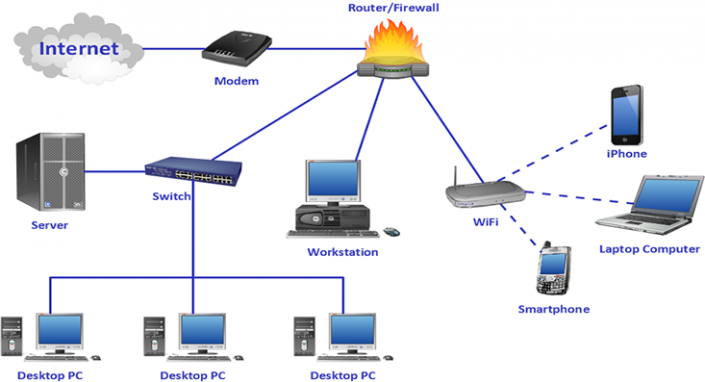 Router/Firewall
Internet
Modem
iPhone
Server
Switch
Workstation
WiFi
Laptop Computer
Smartphone
Desktop PC
Desktop PC
Desktop PC